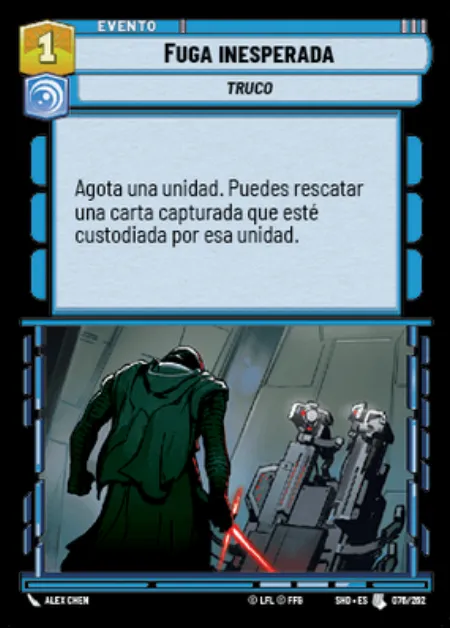 EVENTO
1
FUGA INESPERADA
TRUCO
Agota una unidad. Puedes rescatar
una carta capturada que esté
custodiada por esa unidad.
ALEX CHEN
© LFL © FFG
SHD • ES
076/262